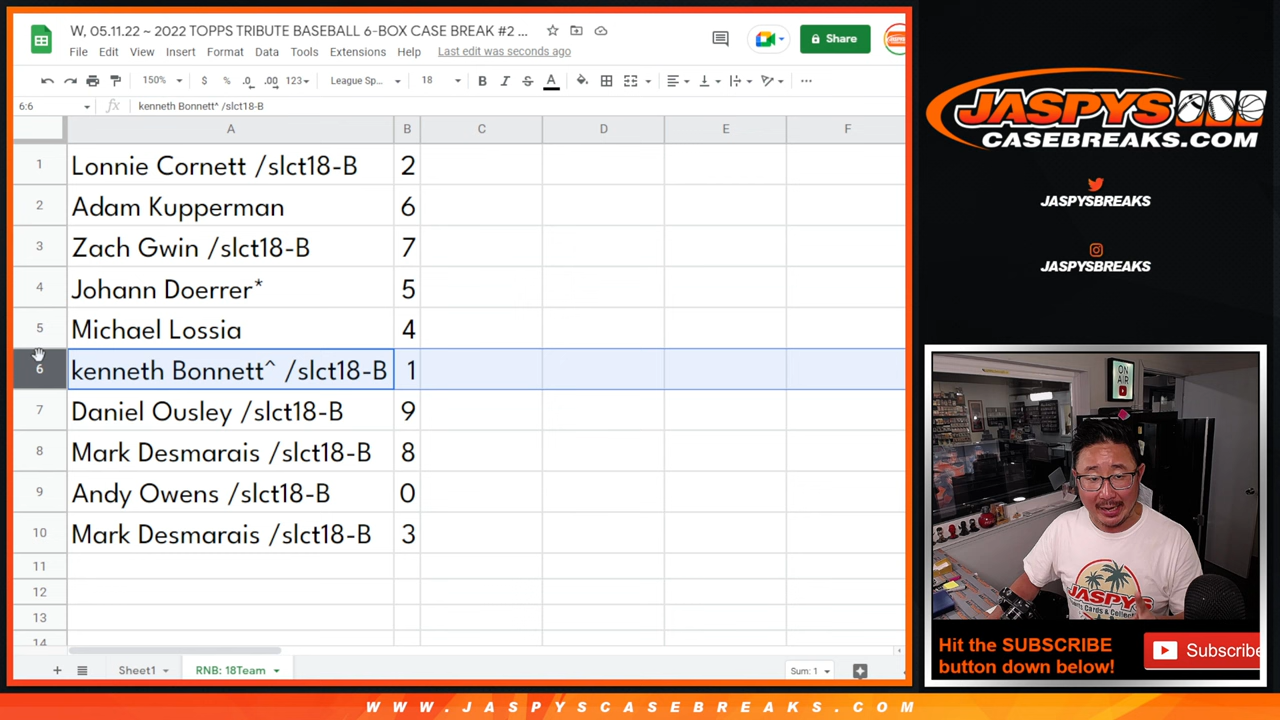 W, 05.11.22 ~ 2022 TOPPS TRIBUTE BASEBALL 6-BOX CASE BREAK #2 ...
File Edit View Insert Format Data Tools Extensions Help Last edit was seconds ago
Share
150% $ % .0 .00 123 League Sp... 18 B I S A
6:6 fx kenneth Bonnett^ /slct18-B
A B C D E F
1 Lonnie Cornett /slct18-B 2
2 Adam Kupperman 6
3 Zach Gwin /slct18-B 7
4 Johann Doerrer* 5
5 Michael Lossia 4
6 kenneth Bonnett^ /slct18-B 1
7 Daniel Ousley /slct18-B 9
8 Mark Desmarais /slct18-B 8
9 Andy Owens /slct18-B 0
10 Mark Desmarais /slct18-B 3
11
12
13
14
+ Sheet1 RNB: 18Team Sum: 1
JASPYS
CASEBREAKS.COM
JASPYSBREAKS
JASPYSBREAKS
ON
AIR
JASPY'S
Hit the SUBSCRIBE
button down below!
Subscribe
WWW.JASPYSCASEBREAKS.COM